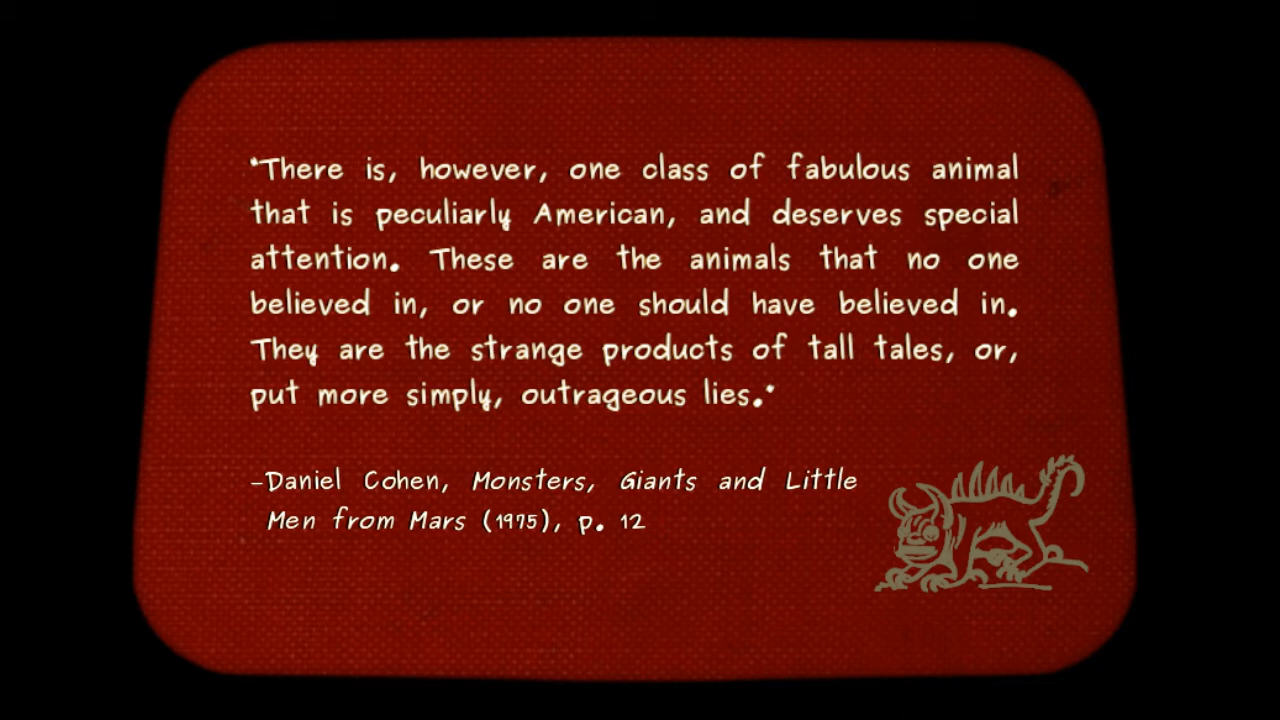 "There is, however, one class of fabulous animal
that is peculiarly American, and deserves special
attention. These are the animals that no one
believed in, or no one should have believed in.
They are the strange products of tall tales, or,
put more simply, outrageous lies."
–Daniel Cohen, Monsters, Giants and Little
Men from Mars (1975), p. 12